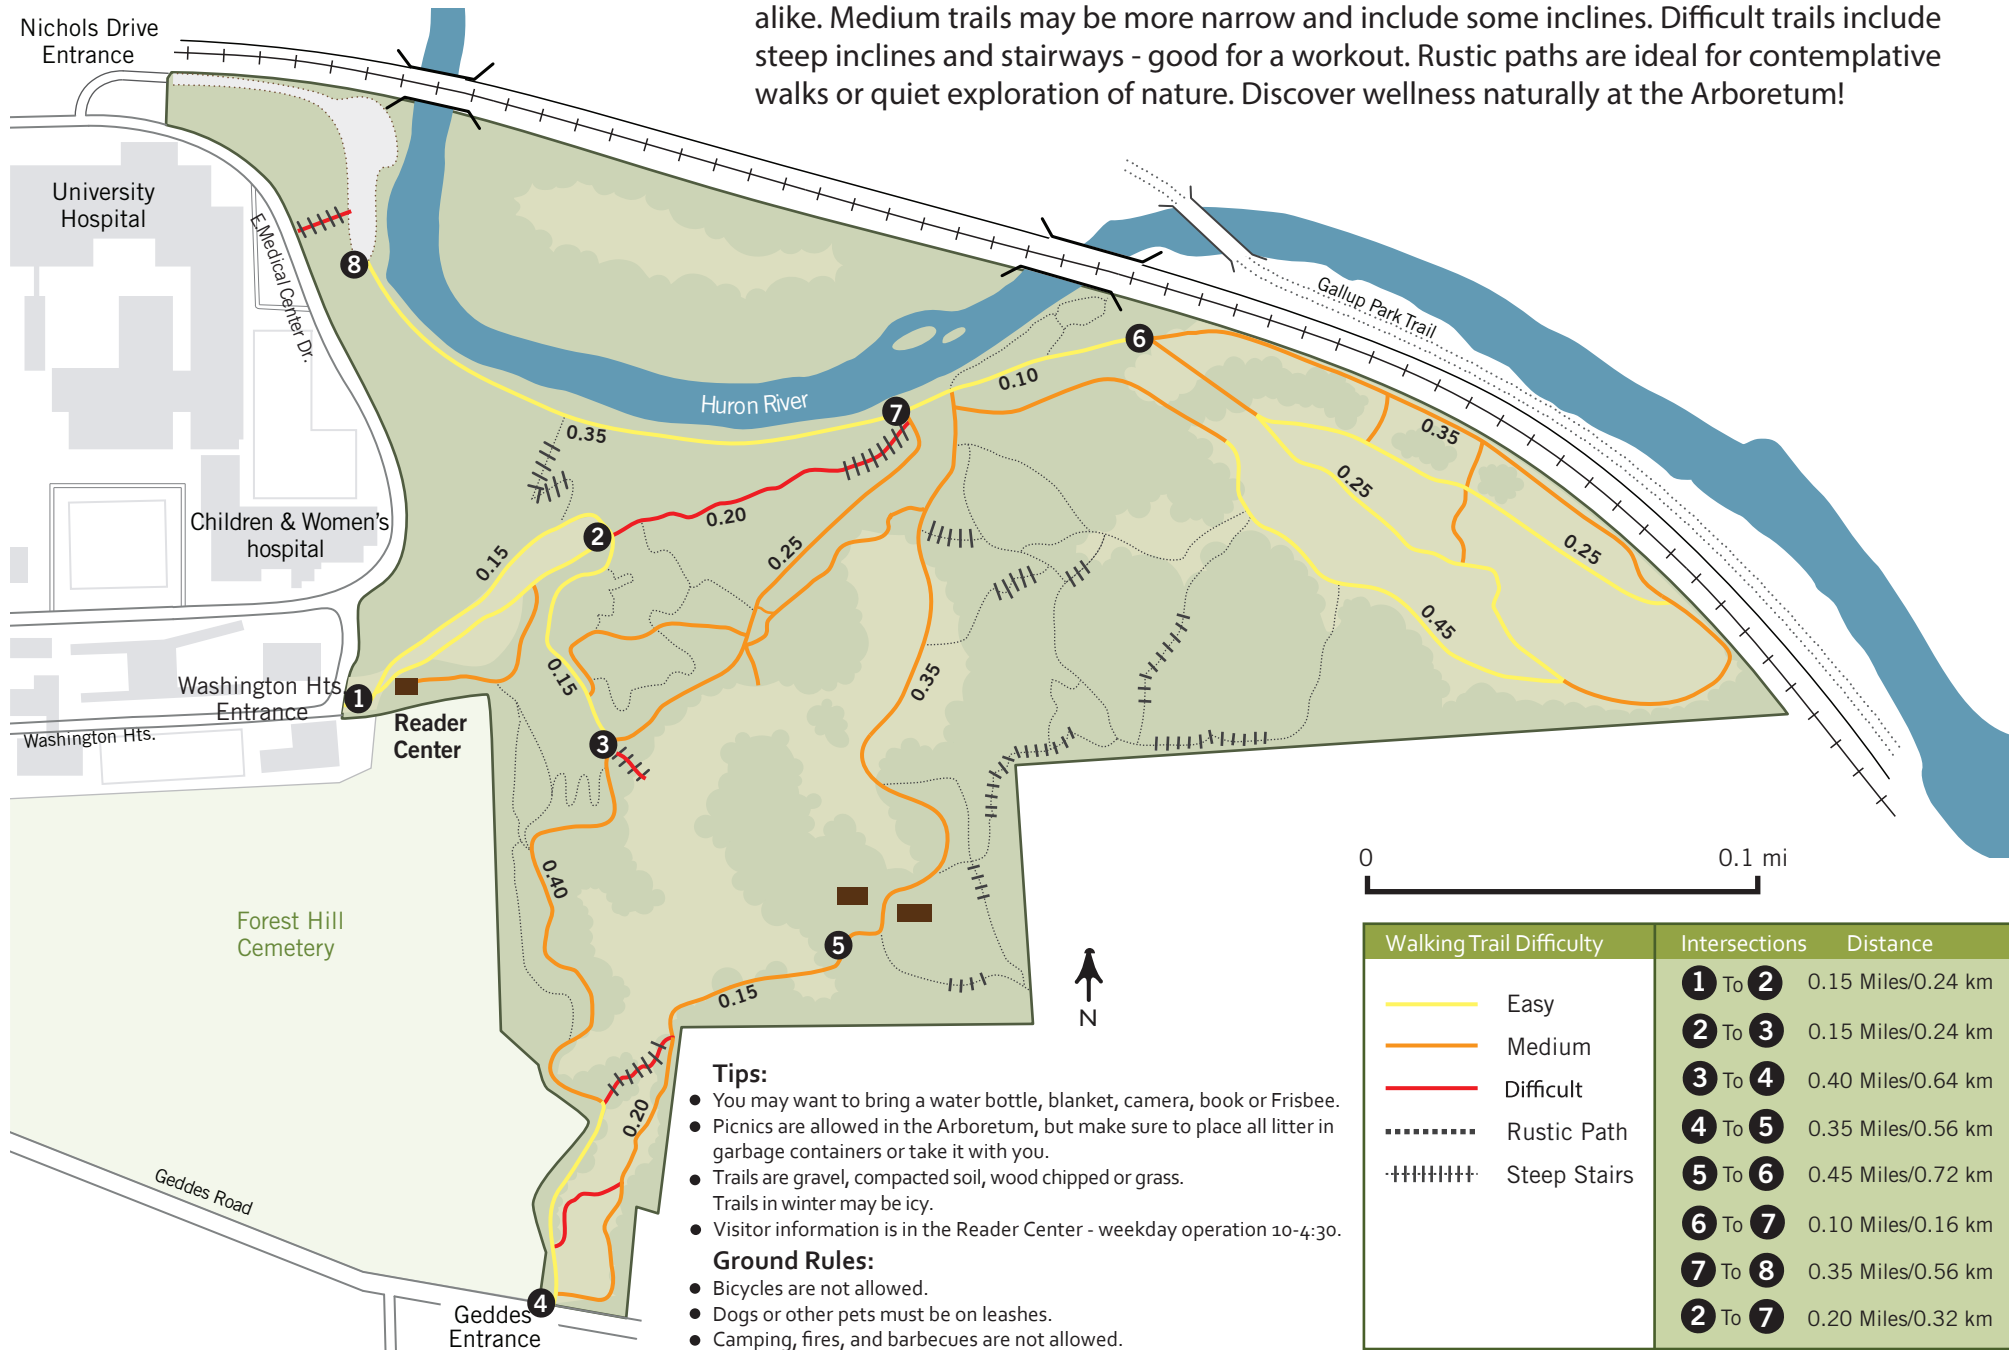 alike. Medium trails may be more narrow and include some inclines. Difficult trails include
steep inclines and stairways - good for a workout. Rustic paths are ideal for contemplative
walks or quiet exploration of nature. Discover wellness naturally at the Arboretum!
Nichols Drive
Entrance
University
Hospital
E Medical Center Dr.
8
Gallup Park Trail
6
0.10
Huron River
7
0.35
0.35
0.25
0.20
2
Children & Women's
hospital
0.15
0.25
0.25
0.45
0.15
0.35
Washington Hts.
Entrance
1
Reader
Center
Washington Hts.
3
0.40
Forest Hill
Cemetery
5
0.15
0.20
Geddes Road
4
Geddes
Entrance
N
0 0.1 mi
Tips:
● You may want to bring a water bottle, blanket, camera, book or Frisbee.
● Picnics are allowed in the Arboretum, but make sure to place all litter in
garbage containers or take it with you.
● Trails are gravel, compacted soil, wood chipped or grass.
Trails in winter may be icy.
● Visitor information is in the Reader Center - weekday operation 10-4:30.
Ground Rules:
● Bicycles are not allowed.
● Dogs or other pets must be on leashes.
● Camping, fires, and barbecues are not allowed.
Walking Trail Difficulty
Easy
Medium
Difficult
Rustic Path
Steep Stairs
Intersections Distance
1 To 2 0.15 Miles/0.24 km
2 To 3 0.15 Miles/0.24 km
3 To 4 0.40 Miles/0.64 km
4 To 5 0.35 Miles/0.56 km
5 To 6 0.45 Miles/0.72 km
6 To 7 0.10 Miles/0.16 km
7 To 8 0.35 Miles/0.56 km
2 To 7 0.20 Miles/0.32 km